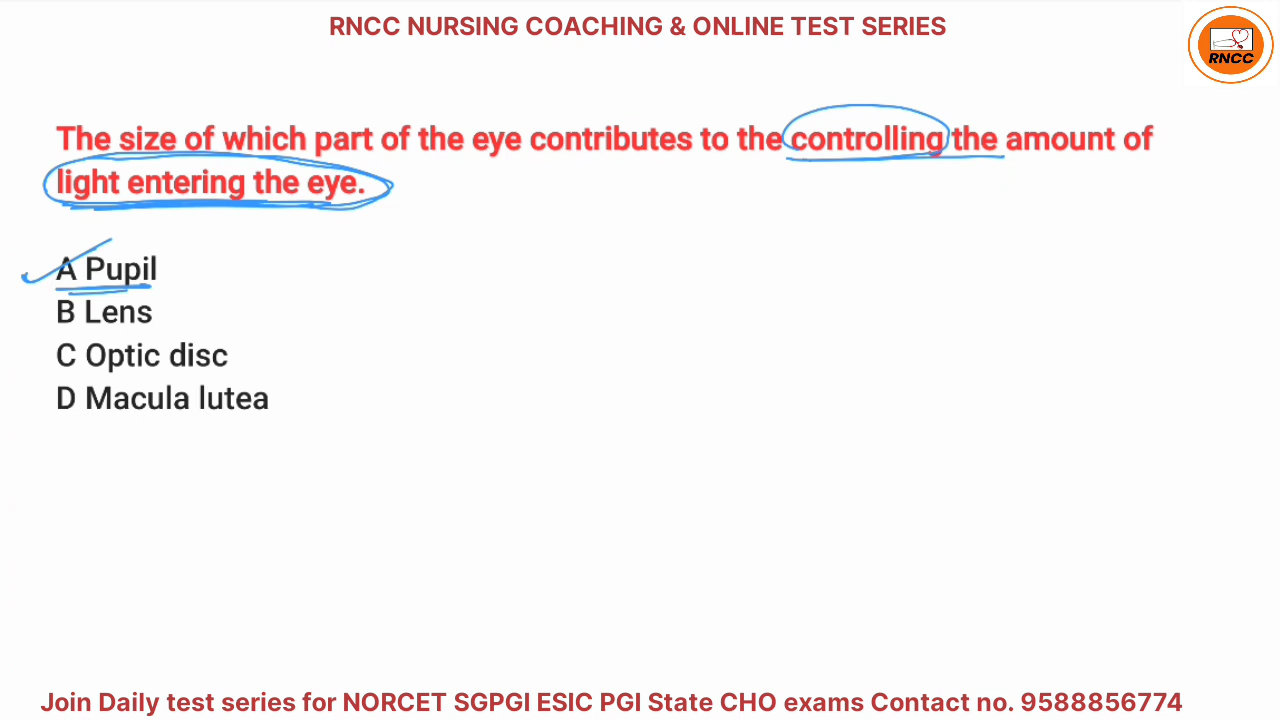 RNCC NURSING COACHING & ONLINE TEST SERIES
RNCC
The size of which part of the eye contributes to the controlling the amount of
light entering the eye.
A Pupil
B Lens
C Optic disc
D Macula lutea
Join Daily test series for NORCET SGPGI ESIC PGI State CHO exams Contact no. 9588856774